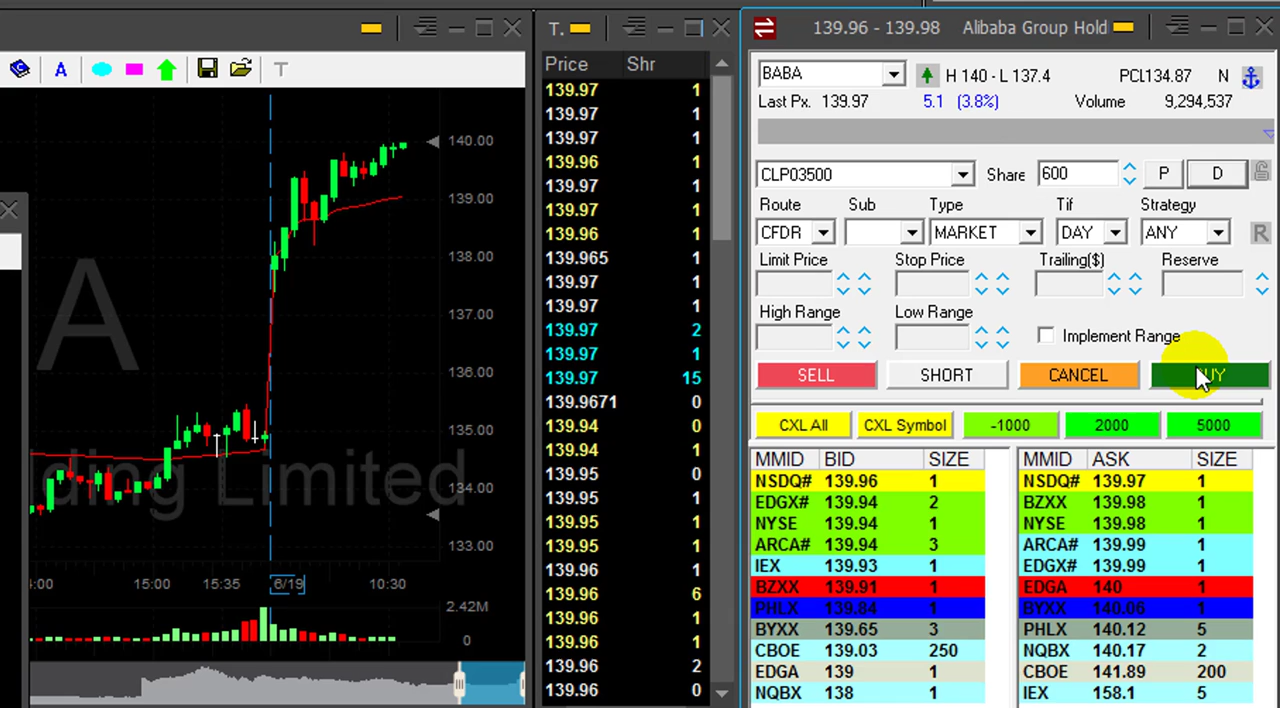 T.
139.96 - 139.98 Alibaba Group Hold
A T
140.00
139.00
138.00
137.00
136.00
135.00
134.00
133.00
A
ding Limited
4:00 15:00 15:35 6/19 10:30
2.42M
0
Price Shr
139.97 1
139.97 1
139.97 1
139.96 1
139.97 1
139.97 1
139.96 1
139.965 1
139.97 1
139.97 1
139.97 2
139.97 1
139.97 15
139.9671 0
139.94 0
139.94 1
139.95 0
139.95 1
139.95 1
139.95 1
139.96 1
139.96 6
139.96 1
139.96 1
139.96 2
139.96 0
BABA H 140 - L 137.4 PCL134.87 N
Last Px. 139.97 5.1 (3.8%) Volume 9,294,537
CLP03500 Share 600 P D
Route Sub Type Tif Strategy
CFDR MARKET DAY ANY R
Limit Price Stop Price Trailing($) Reserve
High Range Low Range
Implement Range
SELL SHORT CANCEL
CXL All CXL Symbol -1000 2000 5000
MMID BID SIZE MMID ASK SIZE
NSDQ# 139.96 1 NSDQ# 139.97 1
EDGX# 139.94 2 BZXX 139.98 1
NYSE 139.94 1 NYSE 139.98 1
ARCA# 139.94 3 ARCA# 139.99 1
IEX 139.93 1 EDGX# 139.99 1
BZXX 139.91 1 EDGA 140 1
PHLX 139.84 1 BYXX 140.06 1
BYXX 139.65 3 PHLX 140.12 5
CBOE 139.03 250 NQBX 140.17 2
EDGA 139 1 CBOE 141.89 200
NQBX 138 1 IEX 158.1 5